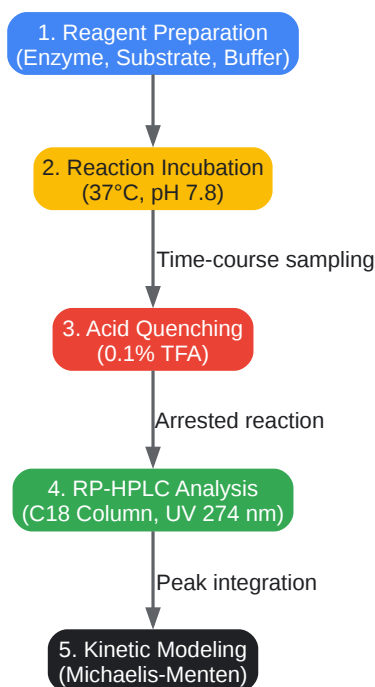 1. Reagent Preparation
(Enzyme, Substrate, Buffer)
2. Reaction Incubation
(37°C, pH 7.8)
Time-course sampling
3. Acid Quenching
(0.1% TFA)
Arrested reaction
4. RP-HPLC Analysis
(C18 Column, UV 274 nm)
Peak integration
5. Kinetic Modeling
(Michaelis-Menten)